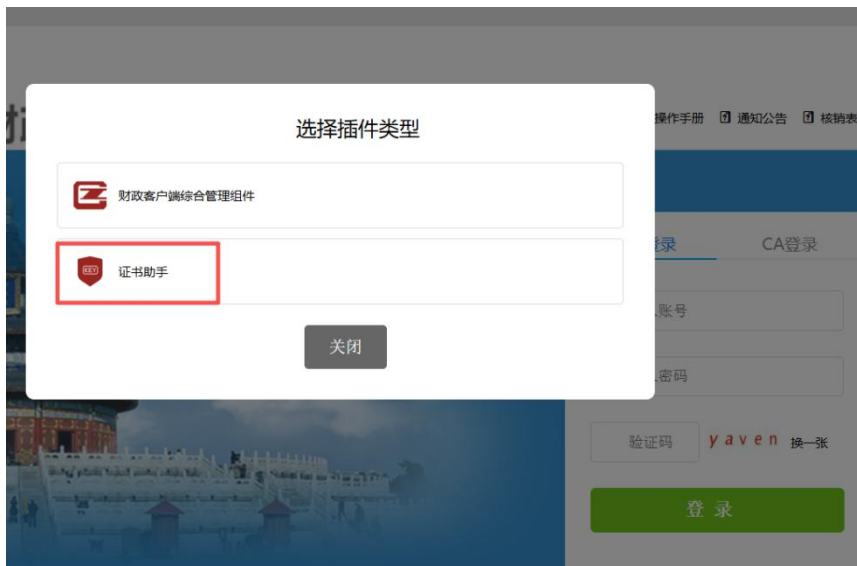 选择插件类型
操作手册 通知公告 核销表
财政客户端综合管理组件
登录 CA登录
KEY 证书助手
账号
关闭
密码
验证码 yaven 换一张
登 录